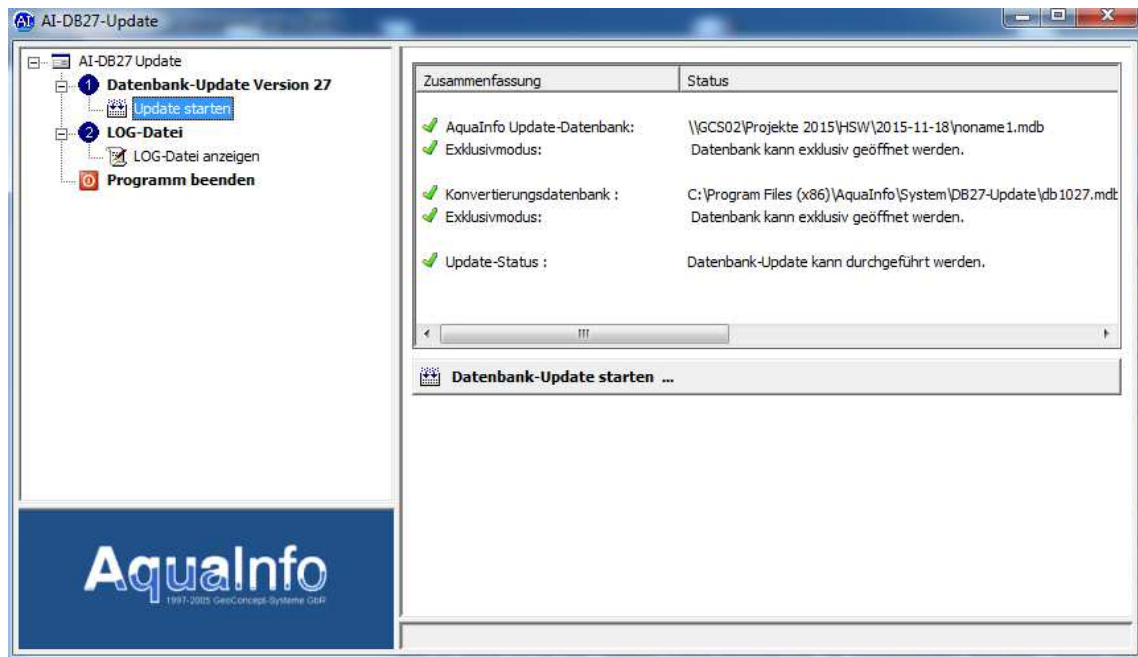 AI-DB27-Update
AI-DB27 Update
1 Datenbank-Update Version 27
Update starten
2 LOG-Datei
LOG-Datei anzeigen
Programm beenden
Zusammenfassung Status
AquaInfo Update-Datenbank: \\GCS02\Projekte 2015\HSW\2015-11-18\noname1.mdb
Exklusivmodus: Datenbank kann exklusiv geöffnet werden.
Konvertierungsdatenbank : C:\Program Files (x86)\AquaInfo\System\DB27-Update\db1027.mdb
Exklusivmodus: Datenbank kann exklusiv geöffnet werden.
Update-Status : Datenbank-Update kann durchgeführt werden.
Datenbank-Update starten ...
AquaInfo
1997-2005 GeoConcept-Systeme GbR